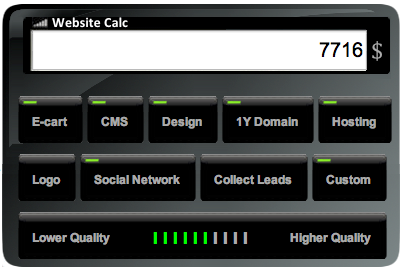 Website Calc
7716 $
E-cart CMS Design 1Y Domain Hosting
Logo Social Network Collect Leads Custom
Lower Quality Higher Quality